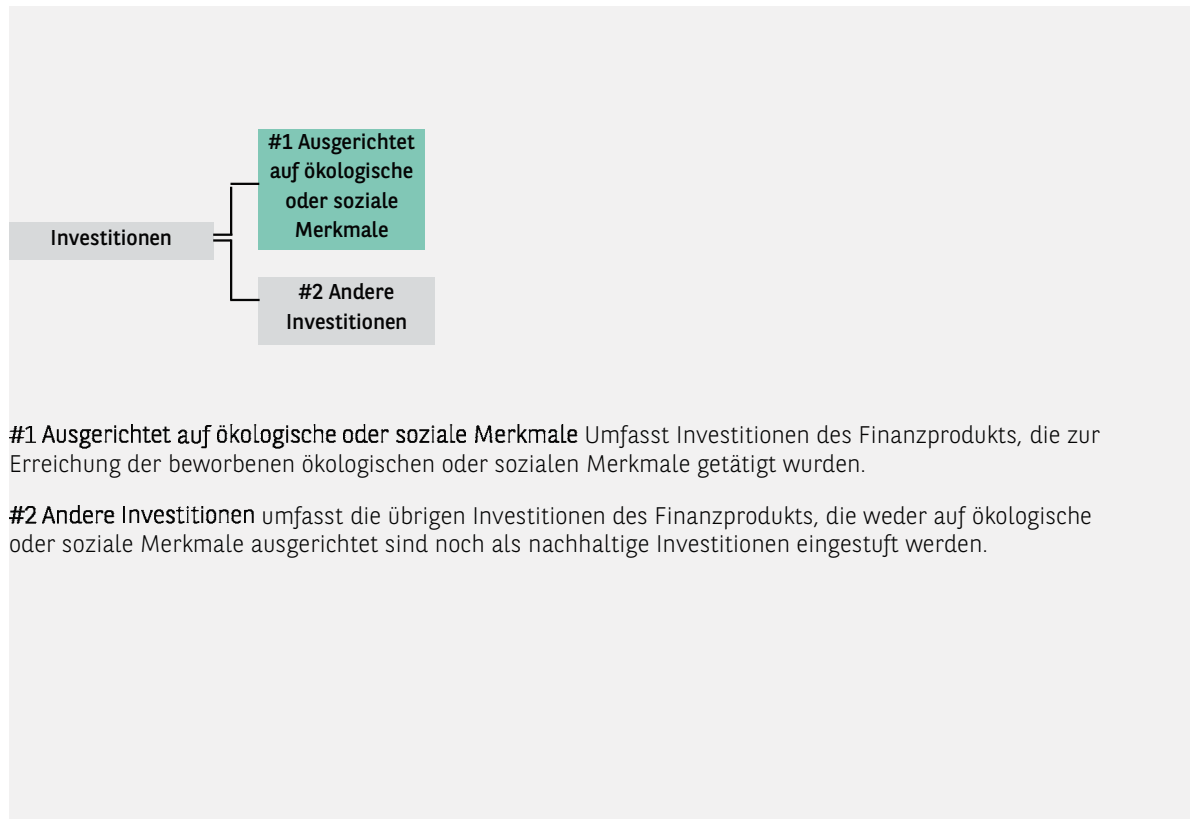 #1 Ausgerichtet
auf ökologische
oder soziale
Merkmale
Investitionen
#2 Andere
Investitionen
#1 Ausgerichtet auf ökologische oder soziale Merkmale Umfasst Investitionen des Finanzprodukts, die zur
Erreichung der beworbenen ökologischen oder sozialen Merkmale getätigt wurden.
#2 Andere Investitionen umfasst die übrigen Investitionen des Finanzprodukts, die weder auf ökologische
oder soziale Merkmale ausgerichtet sind noch als nachhaltige Investitionen eingestuft werden.